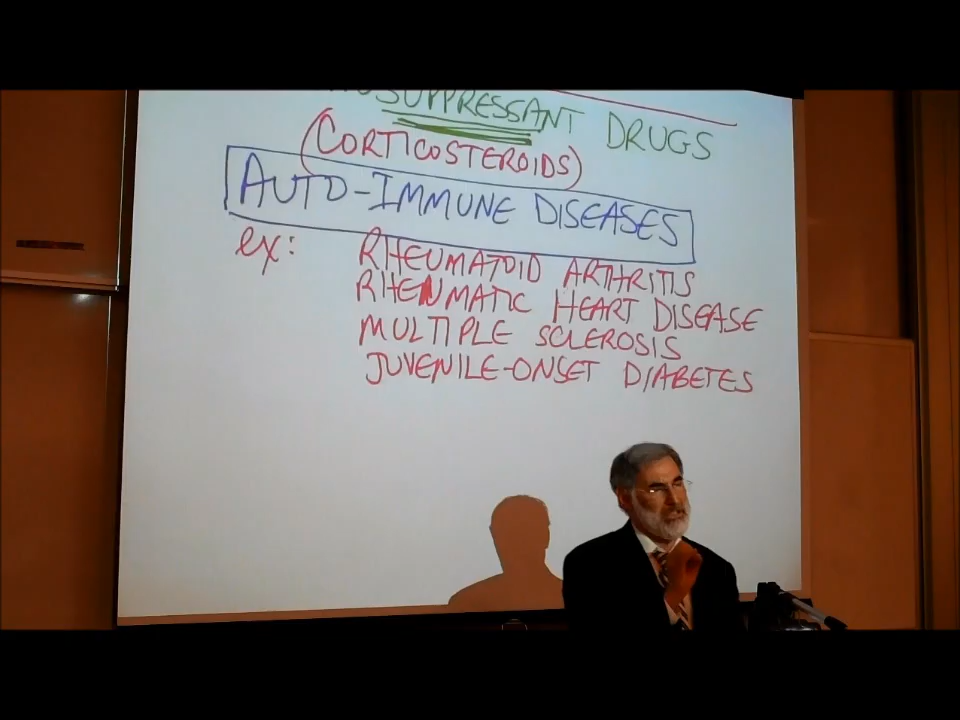 SUPPRESSANT DRUGS
(CORTICOSTEROIDS)
AUTO-IMMUNE DISEASES
ex: RHEUMATOID ARTHRITIS
RHEUMATIC HEART DISEASE
MULTIPLE SCLEROSIS
JUVENILE-ONSET DIABETES